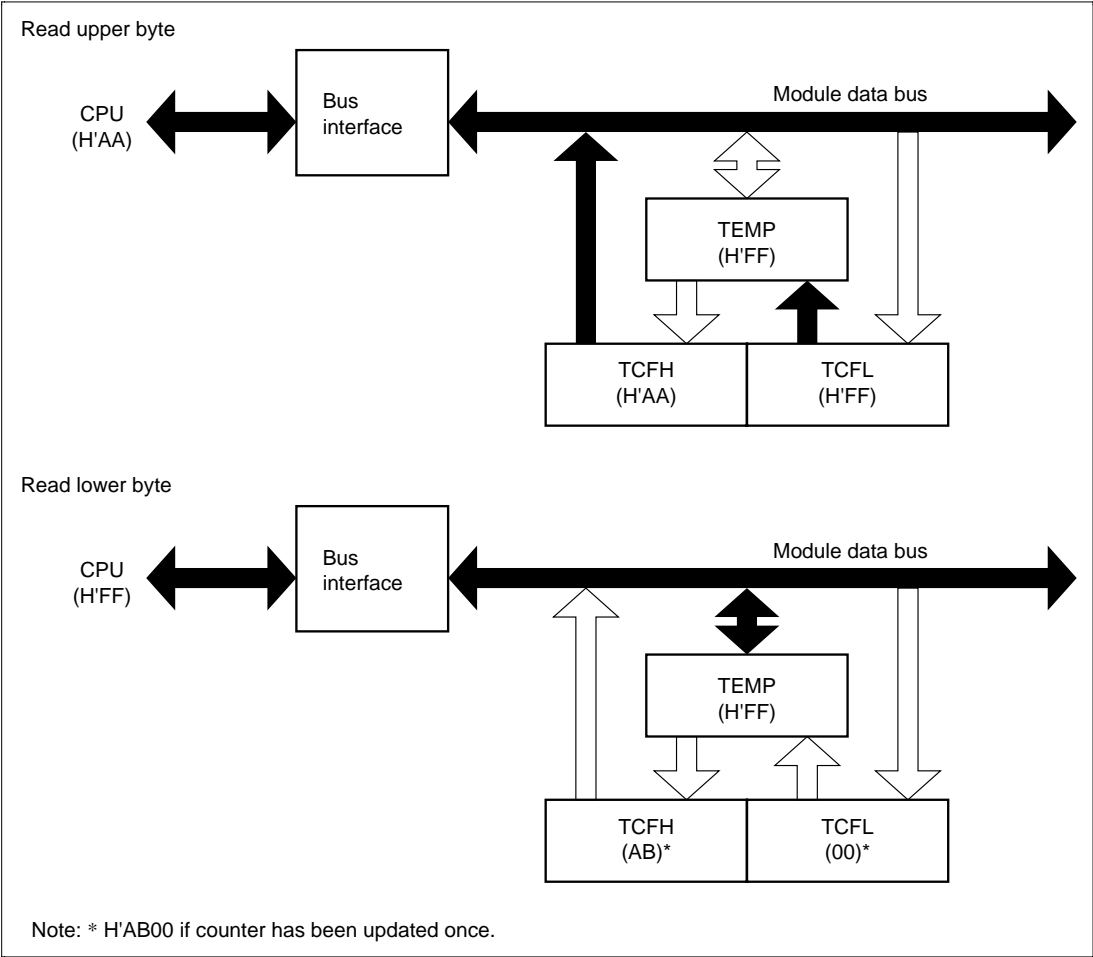 Read upper byte
CPU
(H'AA)
Bus
interface
Module data bus
TEMP
(H'FF)
TCFH
(H'AA)
TCFL
(H'FF)
Read lower byte
CPU
(H'FF)
Bus
interface
Module data bus
TEMP
(H'FF)
TCFH
(AB)*
TCFL
(00)*
Note: * H'AB00 if counter has been updated once.